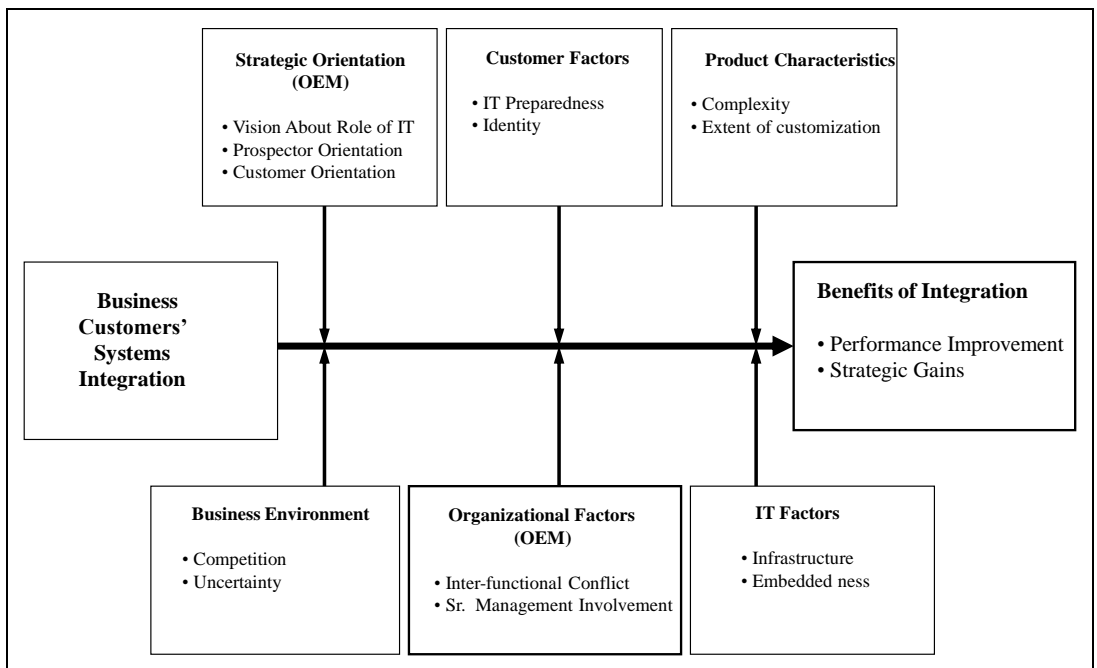 Strategic Orientation
(OEM)
• Vision About Role of IT
• Prospector Orientation
• Customer Orientation
Customer Factors
• IT Preparedness
• Identity
Product Characteristics
• Complexity
• Extent of customization
Business
Customers’
Systems
Integration
Benefits of Integration
• Performance Improvement
• Strategic Gains
Business Environment
• Competition
• Uncertainty
Organizational Factors
(OEM)
• Inter-functional Conflict
• Sr. Management Involvement
IT Factors
• Infrastructure
• Embedded ness